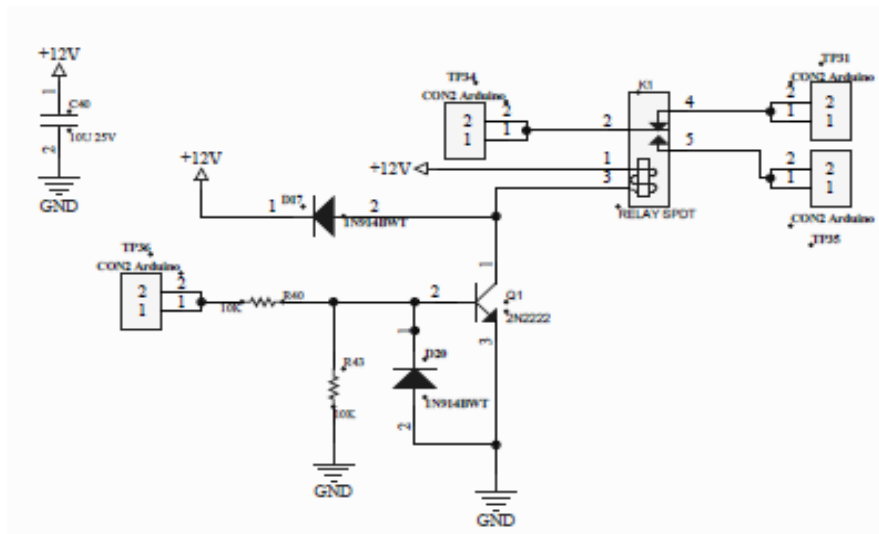 +12V
1
C40
10U 25V
2
GND
TP34
CON2 Arduino
2
1
2
1
2
K1
4
5
1
3
+12V
RELAY SPDT
TP31
CON2 Arduino
2
1
2
1
2
1
2
1
CON2 Arduino
TP35
+12V
1
D17
2
1N914BWT
TP36
CON2 Arduino
2
1
2
1
10K
R40
2
1
Q1
2N2222
3
R43
10K
GND
1
D20
1N914BWT
2
GND